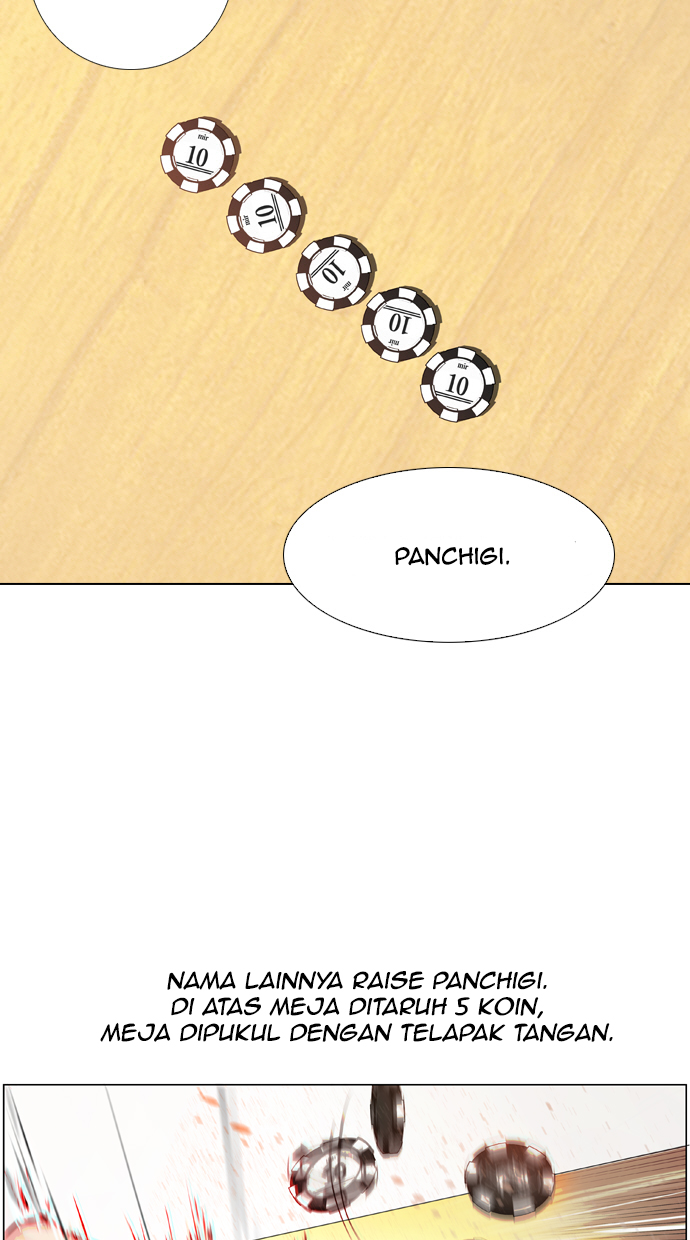 mir
10
10
mir
10
mir
10
mir
mir
10
PANCHIGI.
NAMA LAINNYA RAISE PANCHIGI.
DI ATAS MEJA DITARUH 5 KOIN,
MEJA DIPUKUL DENGAN TELAPAK TANGAN.